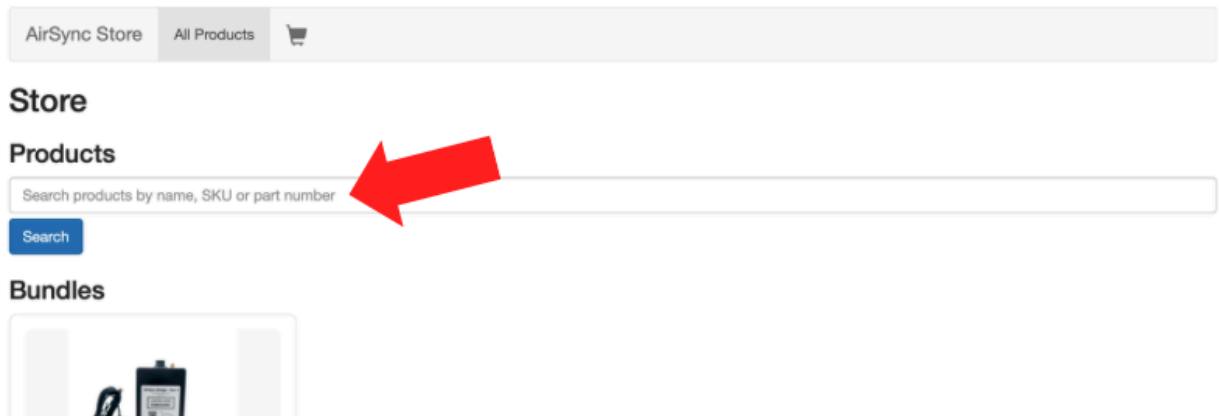 AirSync Store All Products
Store
Products
Search products by name, SKU or part number
Search
Bundles